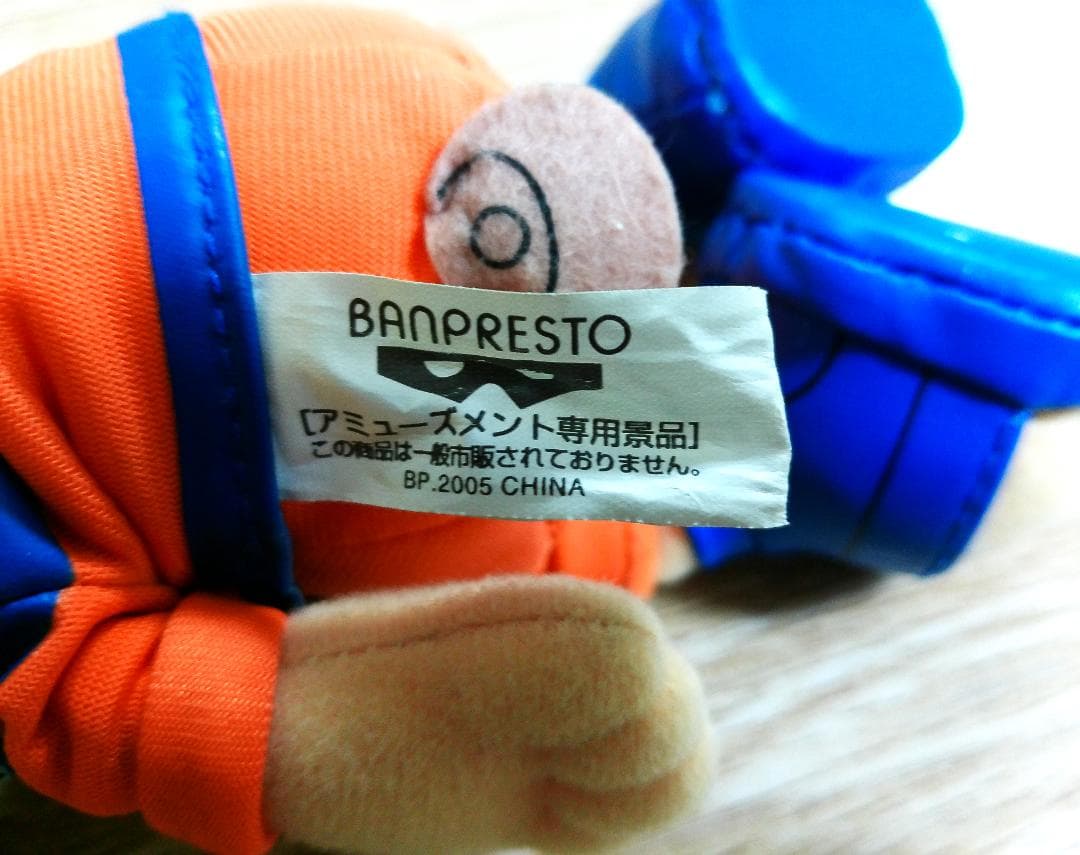 BANPRESTO
[アミューズメント専用景品]
この商品は一般市販されておりません。
BP.2005 CHINA